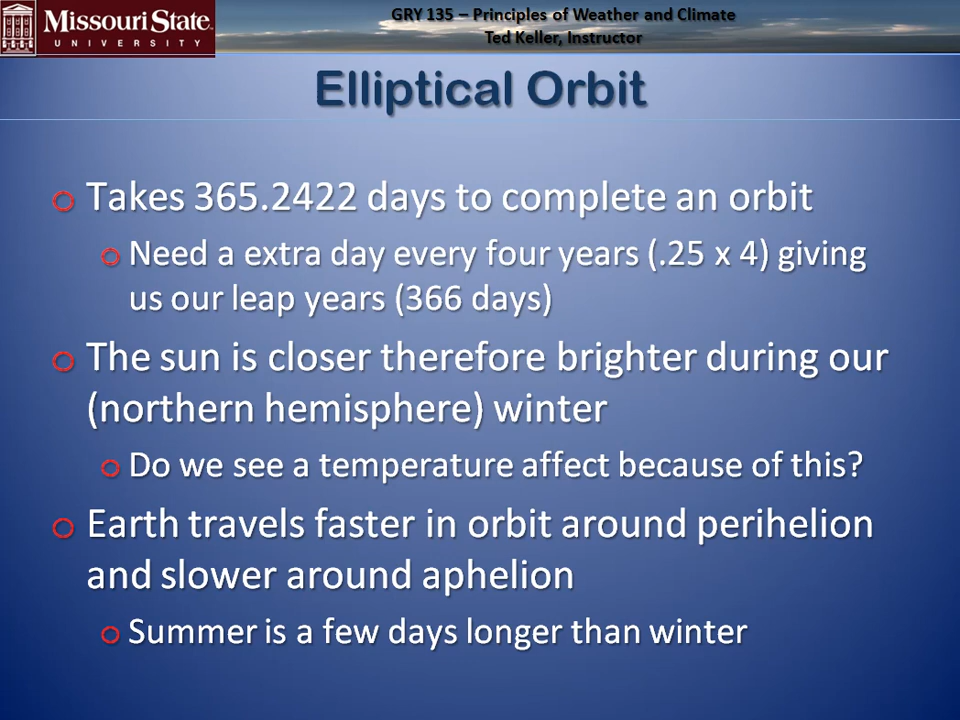 Missouri State
UNIVERSITY
GRY 135 – Principles of Weather and Climate
Ted Keller, Instructor
Elliptical Orbit
Takes 365.2422 days to complete an orbit
Need a extra day every four years (.25 x 4) giving
us our leap years (366 days)
The sun is closer therefore brighter during our
(northern hemisphere) winter
Do we see a temperature affect because of this?
Earth travels faster in orbit around perihelion
and slower around aphelion
Summer is a few days longer than winter